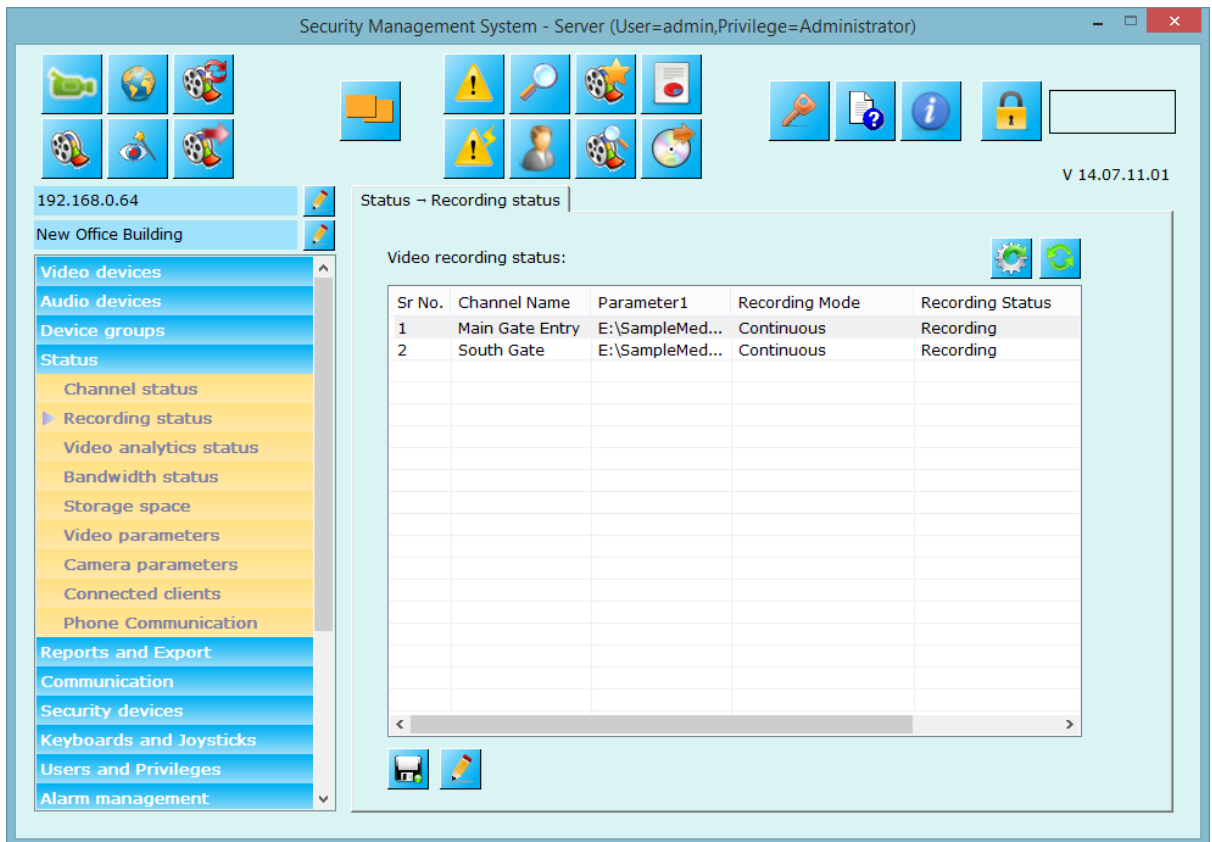 Security Management System - Server (User=admin,Privilege=Administrator)
V 14.07.11.01
192.168.0.64
New Office Building
Video devices
Audio devices
Device groups
Status
Channel status
Recording status
Video analytics status
Bandwidth status
Storage space
Video parameters
Camera parameters
Connected clients
Phone Communication
Reports and Export
Communication
Security devices
Keyboards and Joysticks
Users and Privileges
Alarm management
Status → Recording status
Video recording status:
Sr No. Channel Name Parameter1 Recording Mode Recording Status
1 Main Gate Entry E:\SampleMed... Continuous Recording
2 South Gate E:\SampleMed... Continuous Recording